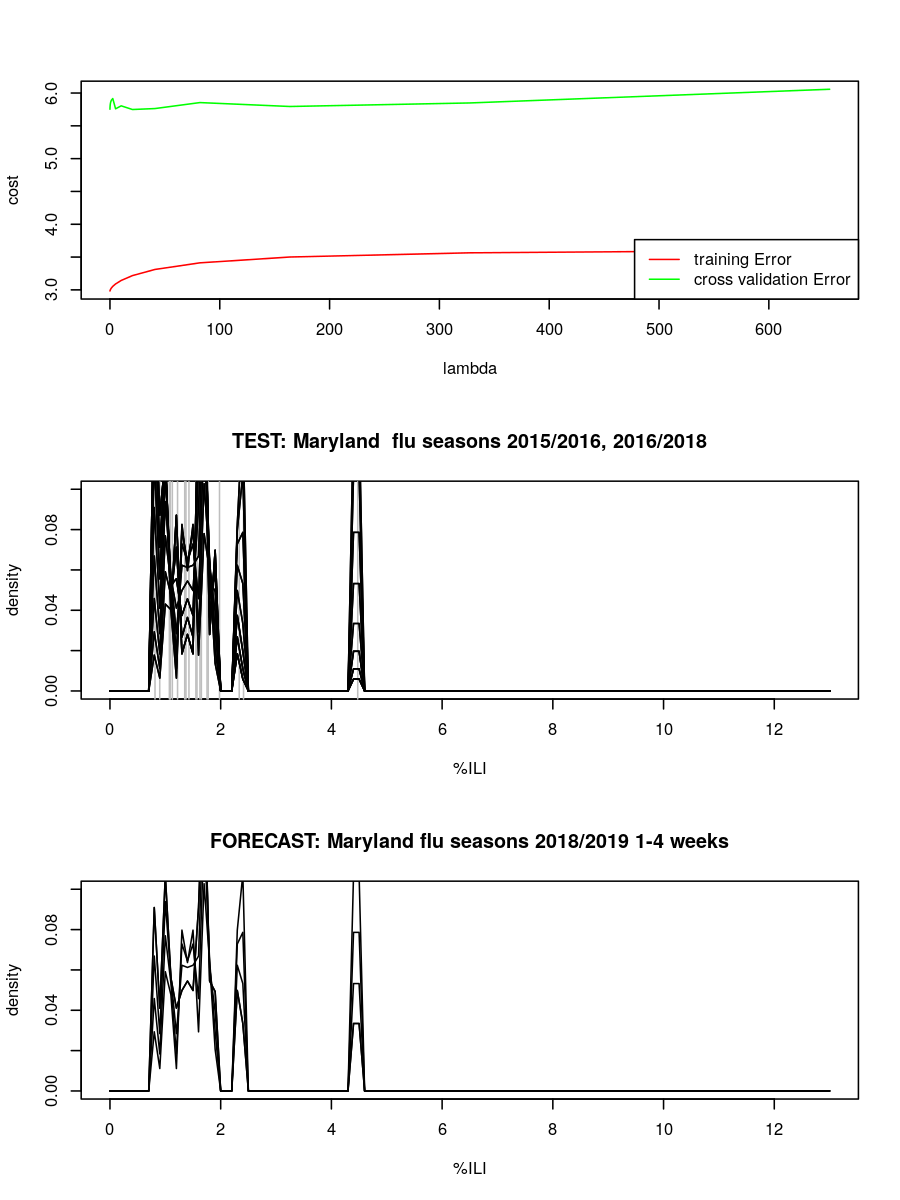 6.0
5.0
4.0
3.0
cost
training Error
cross validation Error
0 100 200 300 400 500 600
lambda
TEST: Maryland  flu seasons 2015/2016, 2016/2018
0.08
0.04
0.00
density
0 2 4 6 8 10 12
%ILI
FORECAST: Maryland flu seasons 2018/2019 1-4 weeks
0.08
0.04
0.00
density
0 2 4 6 8 10 12
%ILI